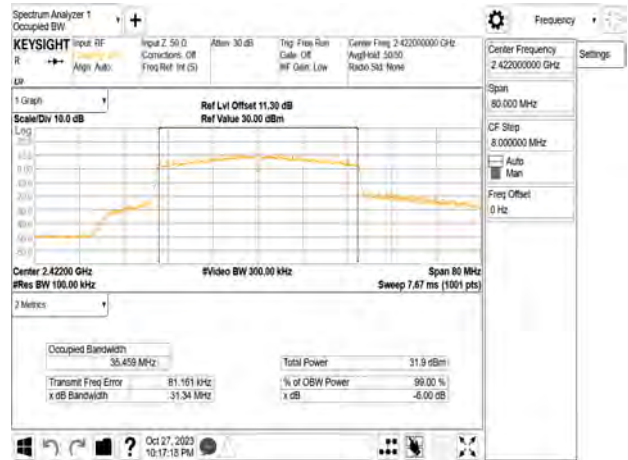 Spectrum Analyzer 1
Occupied BW
+
Frequency
KEYSIGHT
R
Input: RF
Align: Auto
Input Z: 50 Ω
Corrections: Off
Freq Ref: Int (S)
Atten: 30 dB
Trig: Free Run
Gate: Off
#IF Gain: Low
Center Freq: 2.422000000 GHz
Avg|Hold: 50/50
Radio Std: None
Center Frequency
2.422000000 GHz
Settings
Span
80.000 MHz
CF Step
8.000000 MHz
Auto
Man
Freq Offset
0 Hz
1 Graph
Scale/Div 10.0 dB
Ref Lvl Offset 11.30 dB
Ref Value 30.00 dBm
Log
Center 2.42200 GHz
#Res BW 100.00 kHz
#Video BW 300.00 kHz
Span 80 MHz
Sweep 7.67 ms (1001 pts)
2 Metrics
Occupied Bandwidth
35.459 MHz
Total Power 31.9 dBm
Transmit Freq Error 81.161 kHz
% of OBW Power 99.00 %
x dB Bandwidth 31.34 MHz
x dB -6.00 dB
?
Oct 27, 2023
10:17:18 PM